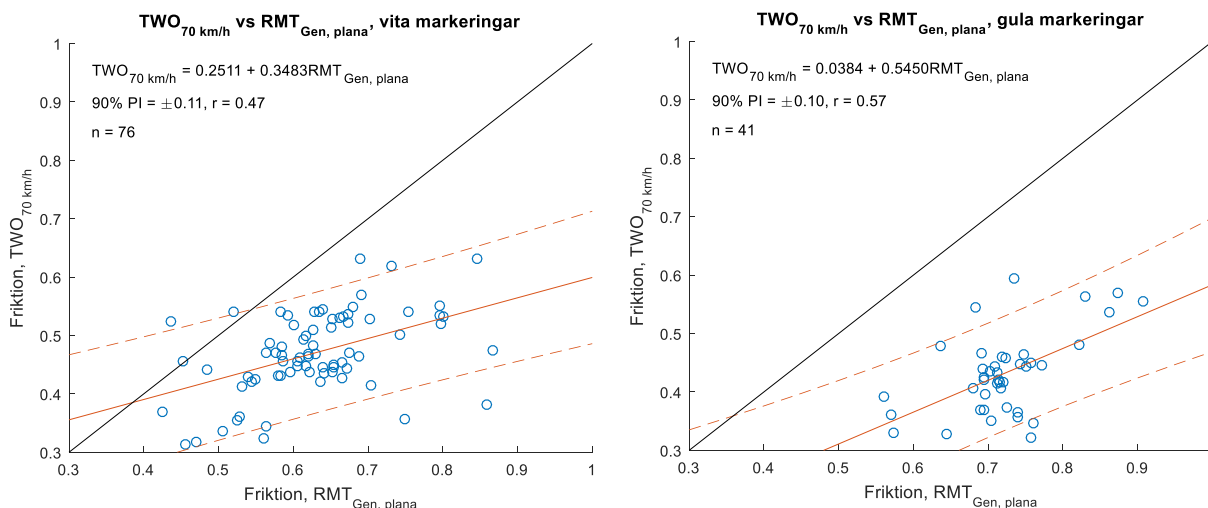 TWO70 km/h vs RMTGen, plana, vita markeringar
TWO70 km/h = 0.2511 + 0.3483RMTGen, plana
90% PI = ±0.11, r = 0.47
n = 76
1
0.9
0.8
0.7
0.6
0.5
0.4
0.3
Friktion, TWO70 km/h
0.3 0.4 0.5 0.6 0.7 0.8 0.9 1
Friktion, RMTGen, plana
TWO70 km/h vs RMTGen, plana, gula markeringar
TWO70 km/h = 0.0384 + 0.5450RMTGen, plana
90% PI = ±0.10, r = 0.57
n = 41
1
0.9
0.8
0.7
0.6
0.5
0.4
0.3
Friktion, TWO70 km/h
0.3 0.4 0.5 0.6 0.7 0.8 0.9
Friktion, RMTGen, plana